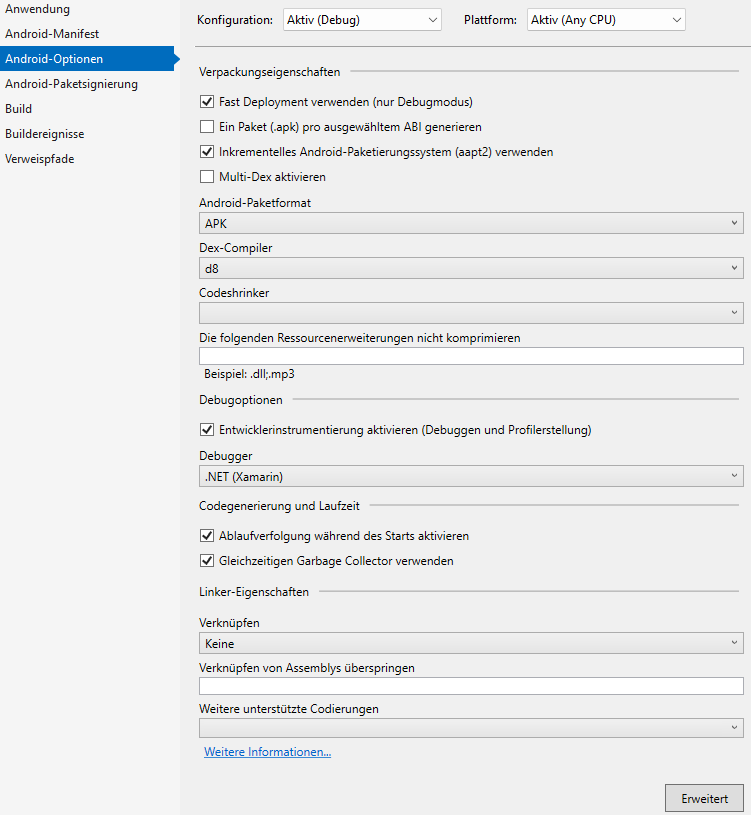 Anwendung
Android-Manifest
Android-Optionen
Android-Paketsignierung
Build
Buildereignisse
Verweispfade
Konfiguration: Aktiv (Debug) Plattform: Aktiv (Any CPU)
Verpackungseigenschaften
Fast Deployment verwenden (nur Debugmodus)
Ein Paket (.apk) pro ausgewähltem ABI generieren
Inkrementelles Android-Paketierungssystem (aapt2) verwenden
Multi-Dex aktivieren
Android-Paketformat
APK
Dex-Compiler
d8
Codeshrinker
Die folgenden Ressourcenerweiterungen nicht komprimieren
Beispiel: .dll;.mp3
Debugoptionen
Entwicklerinstrumentierung aktivieren (Debuggen und Profilerstellung)
Debugger
.NET (Xamarin)
Codegenerierung und Laufzeit
Ablaufverfolgung während des Starts aktivieren
Gleichzeitigen Garbage Collector verwenden
Linker-Eigenschaften
Verknüpfen
Keine
Verknüpfen von Assemblys überspringen
Weitere unterstützte Codierungen
Weitere Informationen...
Erweitert